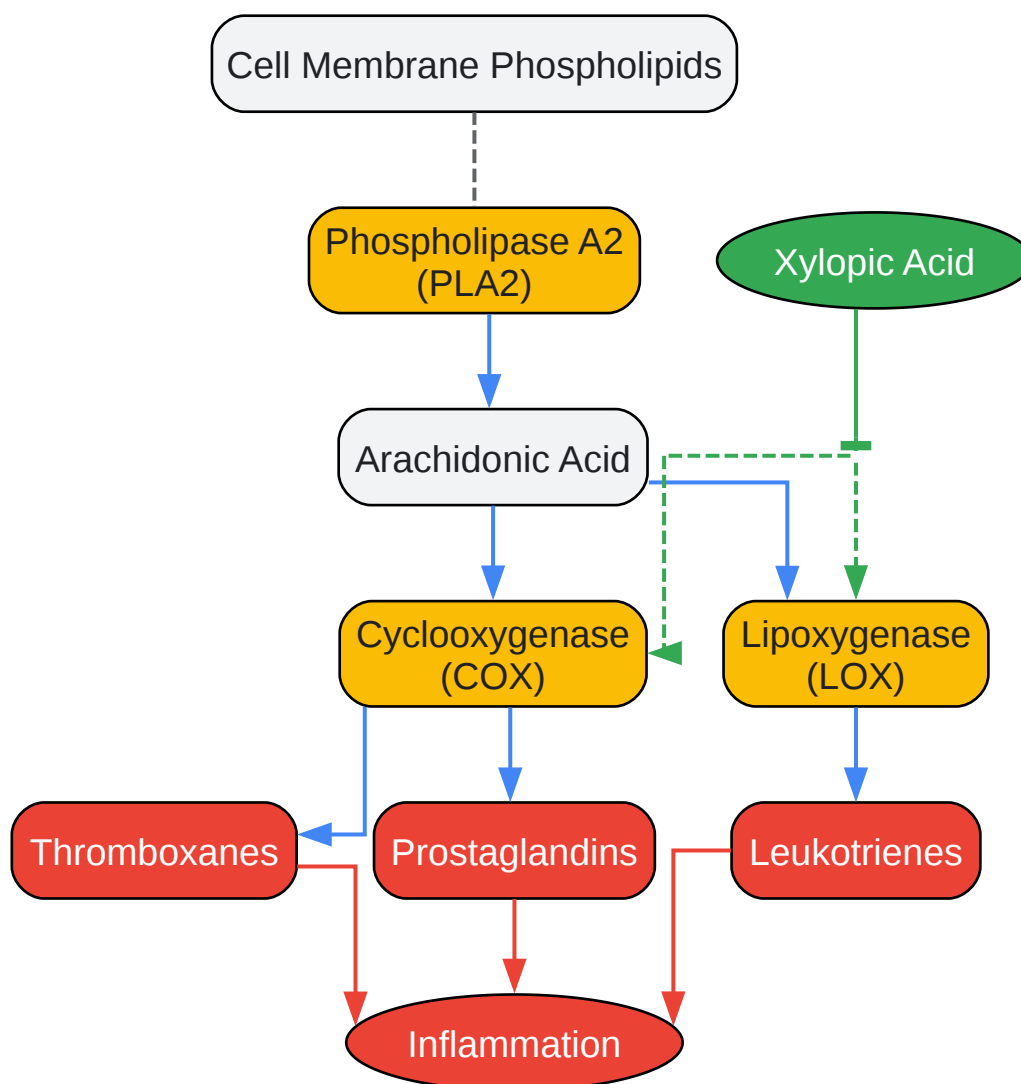 Cell Membrane Phospholipids
Phospholipase A2
(PLA2)
Xylopic Acid
Arachidonic Acid
Cyclooxygenase
(COX)
Lipoxygenase
(LOX)
Thromboxanes
Prostaglandins
Leukotrienes
Inflammation